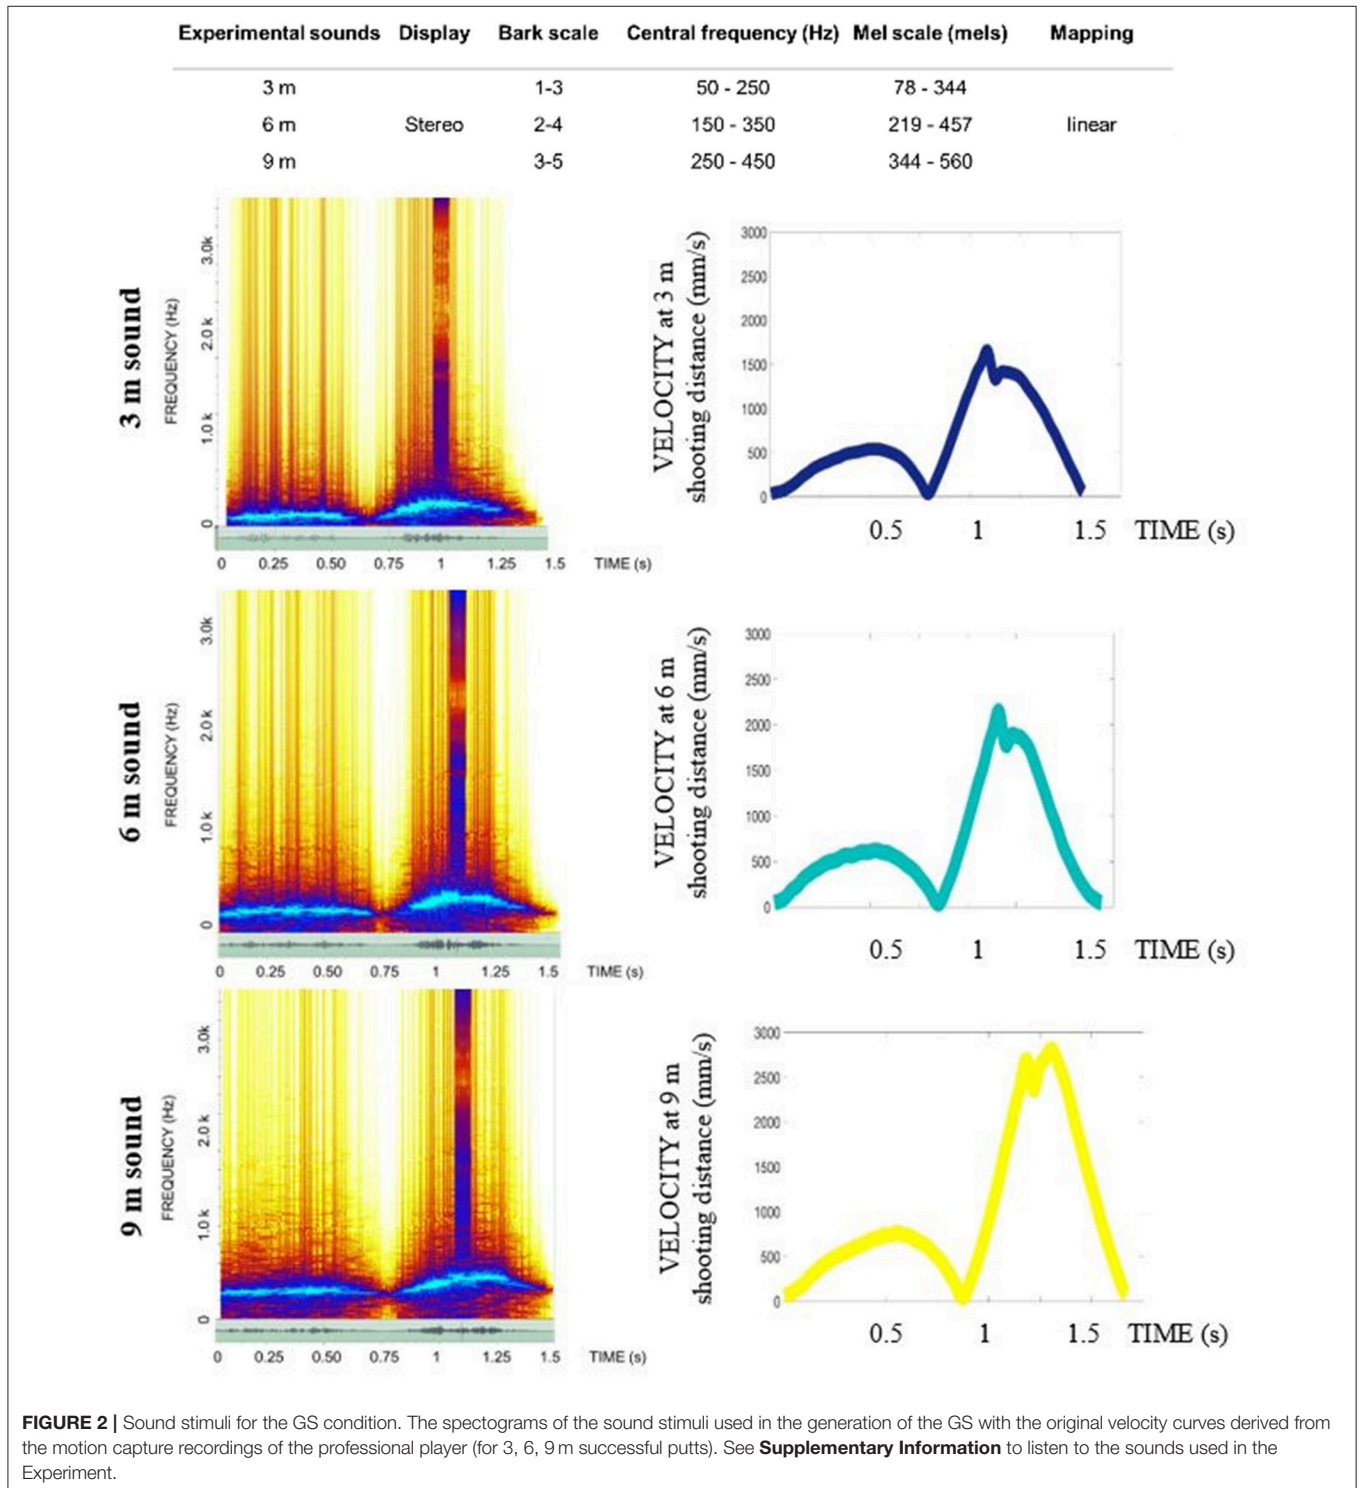 Experimental sounds Display Bark scale Central frequency (Hz) Mel scale (mels) Mapping
3 m 1-3 50 - 250 78 - 344
6 m Stereo 2-4 150 - 350 219 - 457 linear
9 m 3-5 250 - 450 344 - 560
3 m sound
FREQUENCY (Hz)
3.0k
2.0 k
1.0 k
0
0 0.25 0.50 0.75 1 1.25 1.5 TIME (s)
VELOCITY at 3 m
shooting distance (mm/s)
3000
2500
2000
1500
1000
500
0
0.5 1 1.5 TIME (s)
6 m sound
FREQUENCY (Hz)
3.0k
2.0 k
1.0 k
0
0 0.25 0.50 0.75 1 1.25 1.5 TIME (s)
VELOCITY at 6 m
shooting distance (mm/s)
3000
2500
2000
1500
1000
500
0
0.5 1 1.5 TIME (s)
9 m sound
FREQUENCY (Hz)
3.0k
2.0 k
1.0 k
0
0 0.25 0.50 0.75 1 1.25 1.5 TIME (s)
VELOCITY at 9 m
shooting distance (mm/s)
3000
2500
2000
1500
1000
500
0
0.5 1 1.5 TIME (s)
FIGURE 2 | Sound stimuli for the GS condition. The spectograms of the sound stimuli used in the generation of the GS with the original velocity curves derived from
the motion capture recordings of the professional player (for 3, 6, 9 m successful putts). See Supplementary Information to listen to the sounds used in the
Experiment.